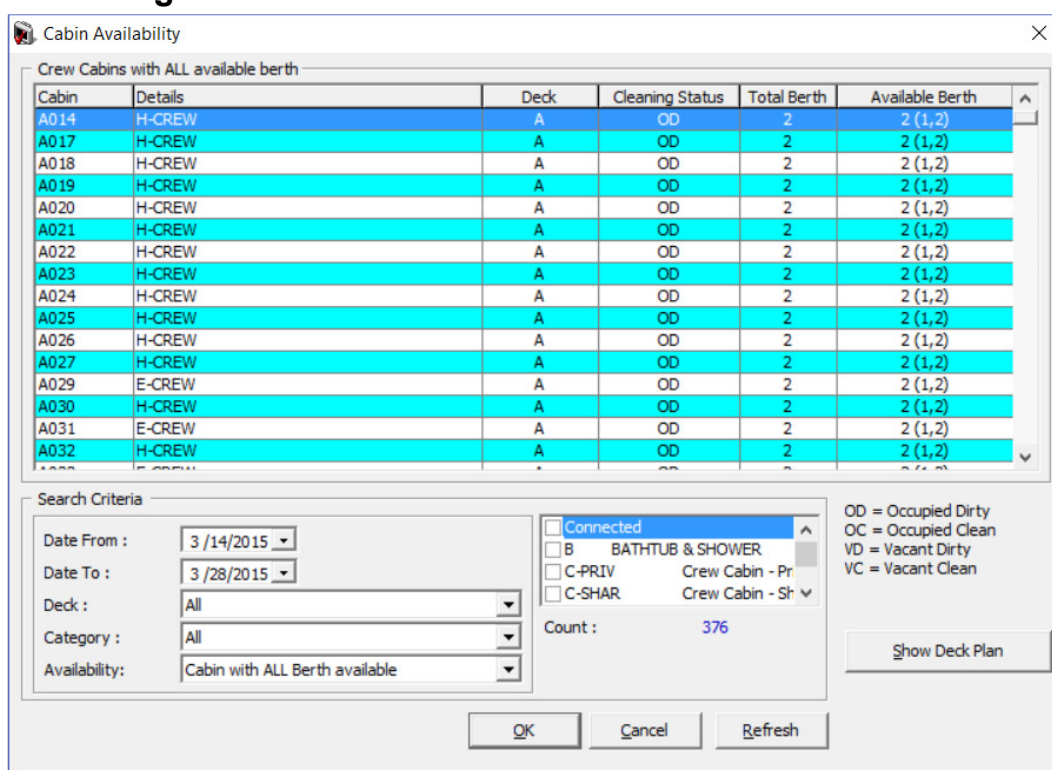 Cabin Availability
Crew Cabins with ALL available berth
Cabin Details Deck Cleaning Status Total Berth Available Berth
A014 H-CREW A OD 2 2 (1,2)
A017 H-CREW A OD 2 2 (1,2)
A018 H-CREW A OD 2 2 (1,2)
A019 H-CREW A OD 2 2 (1,2)
A020 H-CREW A OD 2 2 (1,2)
A021 H-CREW A OD 2 2 (1,2)
A022 H-CREW A OD 2 2 (1,2)
A023 H-CREW A OD 2 2 (1,2)
A024 H-CREW A OD 2 2 (1,2)
A025 H-CREW A OD 2 2 (1,2)
A026 H-CREW A OD 2 2 (1,2)
A027 H-CREW A OD 2 2 (1,2)
A029 E-CREW A OD 2 2 (1,2)
A030 H-CREW A OD 2 2 (1,2)
A031 E-CREW A OD 2 2 (1,2)
A032 H-CREW A OD 2 2 (1,2)
Search Criteria
Date From : 3 /14/2015
Date To : 3 /28/2015
Deck : All
Category : All
Availability: Cabin with ALL Berth available
Connected
B BATHTUB & SHOWER
C-PRIV Crew Cabin - Pri
C-SHAR Crew Cabin - Sh
Count : 376
OD = Occupied Dirty
OC = Occupied Clean
VD = Vacant Dirty
VC = Vacant Clean
Show Deck Plan
OK Cancel Refresh